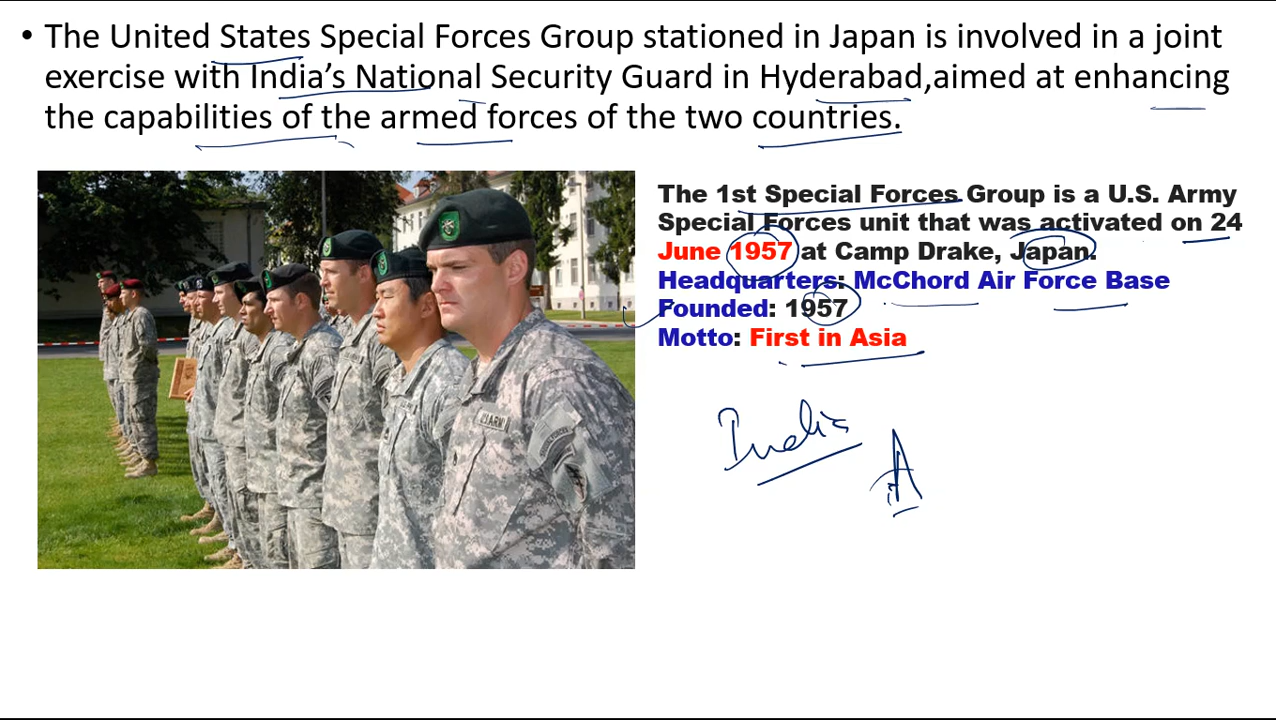 • The United States Special Forces Group stationed in Japan is involved in a joint
exercise with India’s National Security Guard in Hyderabad,aimed at enhancing
the capabilities of the armed forces of the two countries.
The 1st Special Forces Group is a U.S. Army
Special Forces unit that was activated on 24
June 1957 at Camp Drake, Japan.
Headquarters: McChord Air Force Base
Founded: 1957
Motto: First in Asia
U.S. ARMY
India